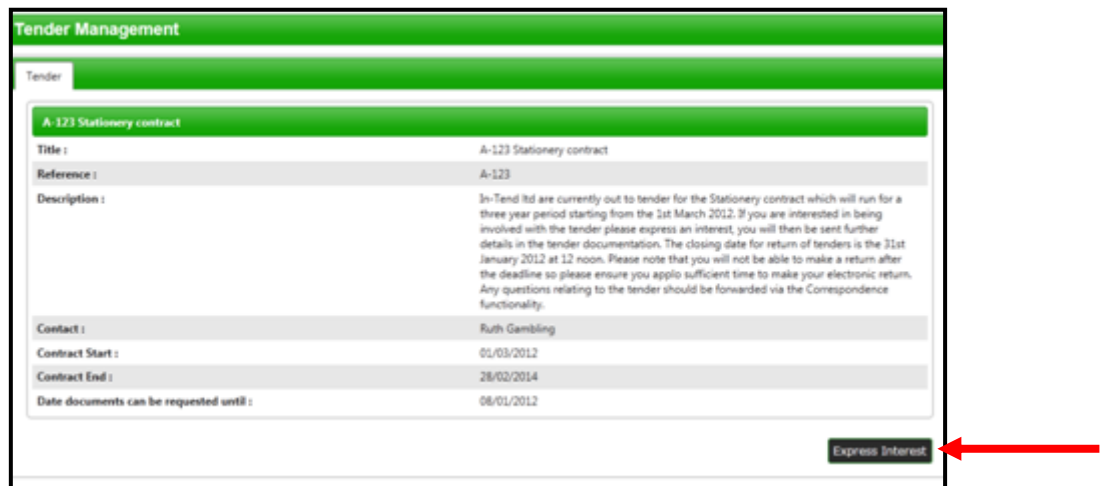 Tender Management
Tender
A-123 Stationery contract
Title : A-123 Stationery contract
Reference : A-123
Description : In-Tend ltd are currently out to tender for the Stationery contract which will run for a
three year period starting from the 1st March 2012. If you are interested in being
involved with the tender please express an interest, you will then be sent further
details in the tender documentation. The closing date for return of tenders is the 31st
January 2012 at 12 noon. Please note that you will not be able to make a return after
the deadline so please ensure you applo sufficient time to make your electronic return.
Any questions relating to the tender should be forwarded via the Correspondence
functionality.
Contact : Ruth Gambling
Contract Start : 01/03/2012
Contract End : 28/02/2014
Date documents can be requested until : 08/01/2012
Express Interest